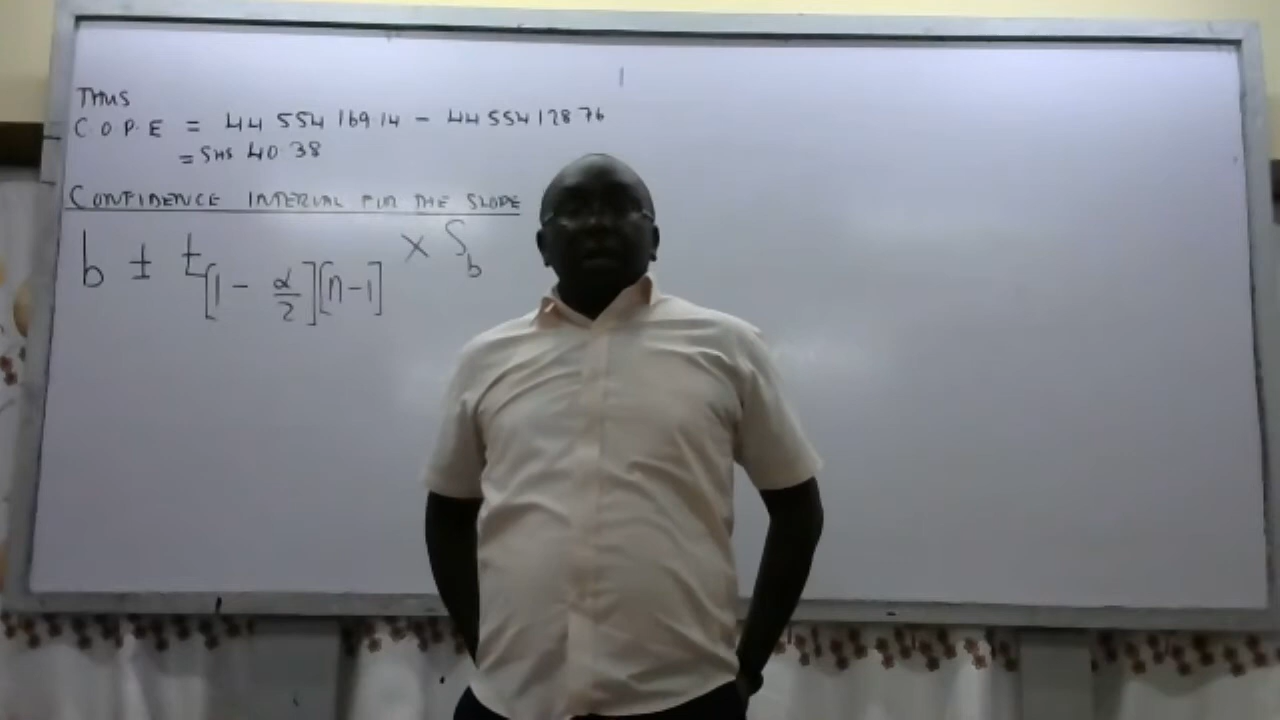 THUS
C.O.P.E = 44 554 169.14 - 44 554 128.76
= SHS 40.38
CONFIDENCE INTERVAL FOR THE SLOPE
b ± t[1 - α/2][n-1] × Sb